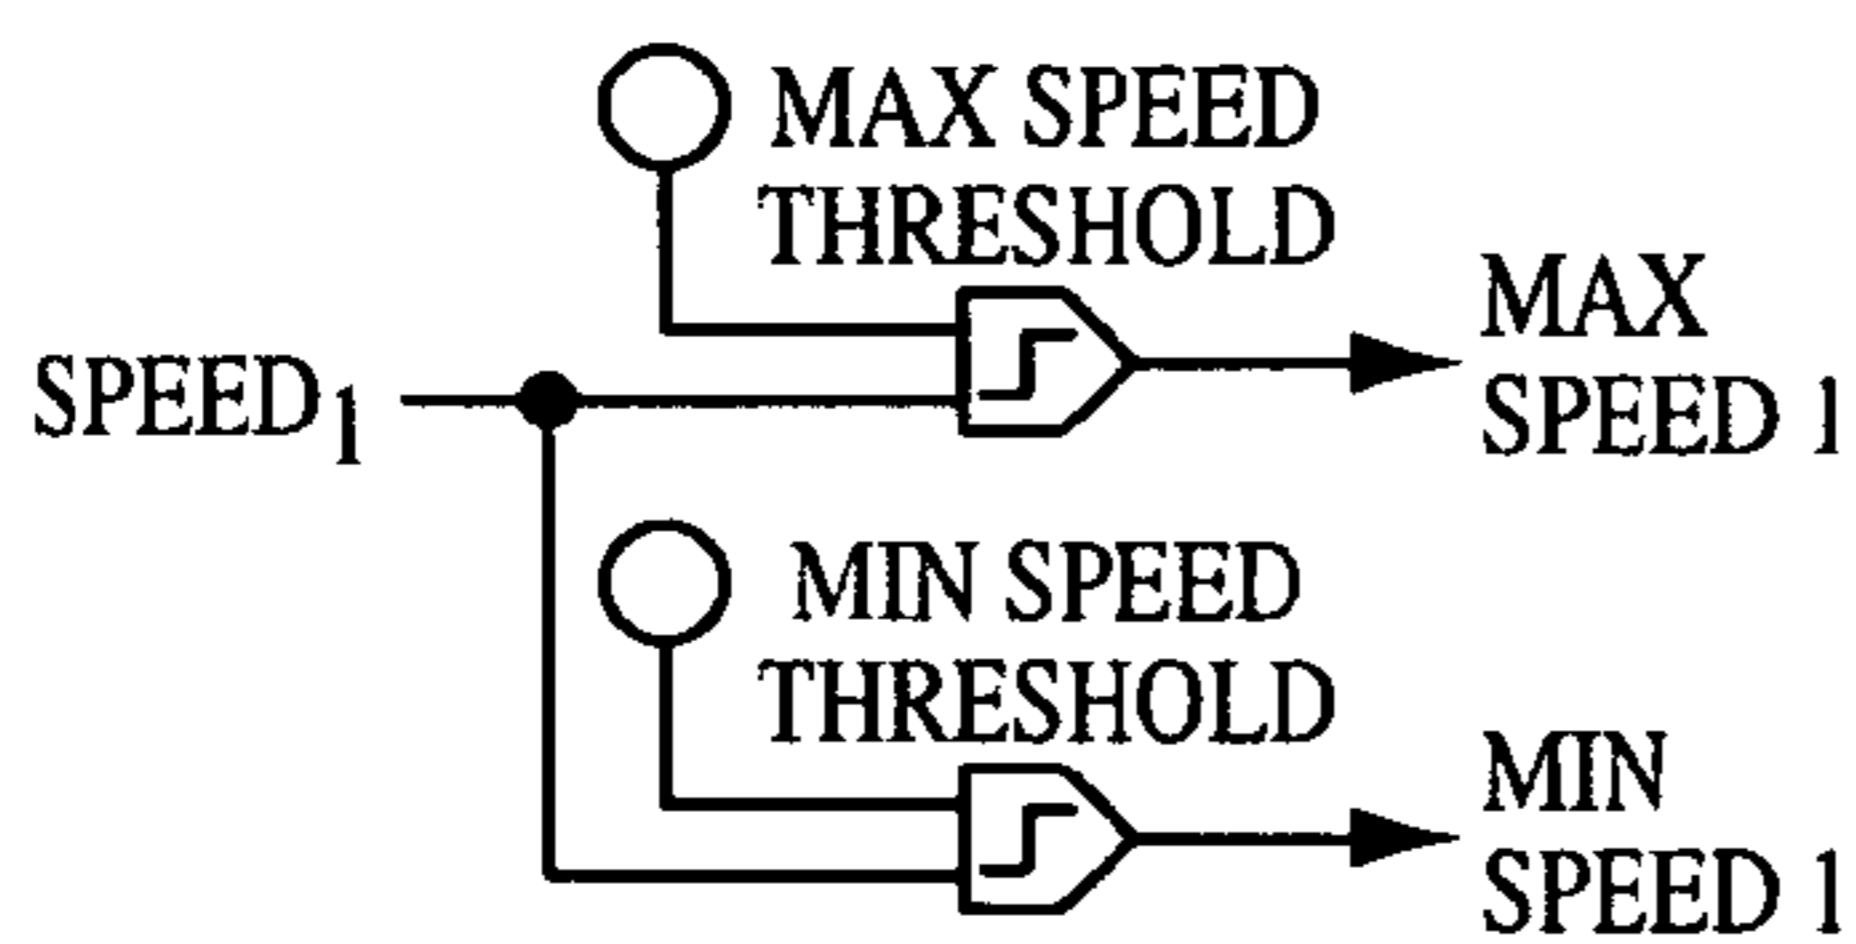 MAX SPEED
THRESHOLD
MAX
SPEED 1
SPEED₁
MIN SPEED
THRESHOLD
MIN
SPEED 1